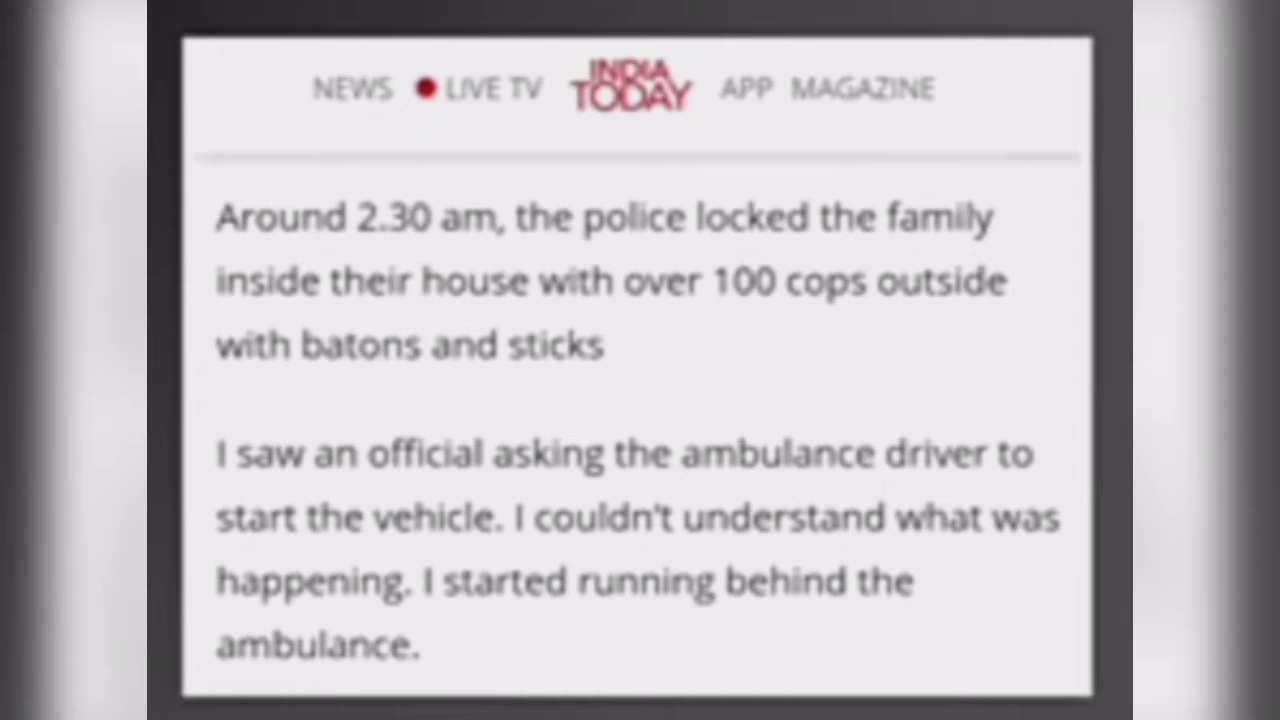 NEWS LIVE TV INDIA TODAY APP MAGAZINE
Around 2.30 am, the police locked the family
inside their house with over 100 cops outside
with batons and sticks
I saw an official asking the ambulance driver to
start the vehicle. I couldn't understand what was
happening. I started running behind the
ambulance.